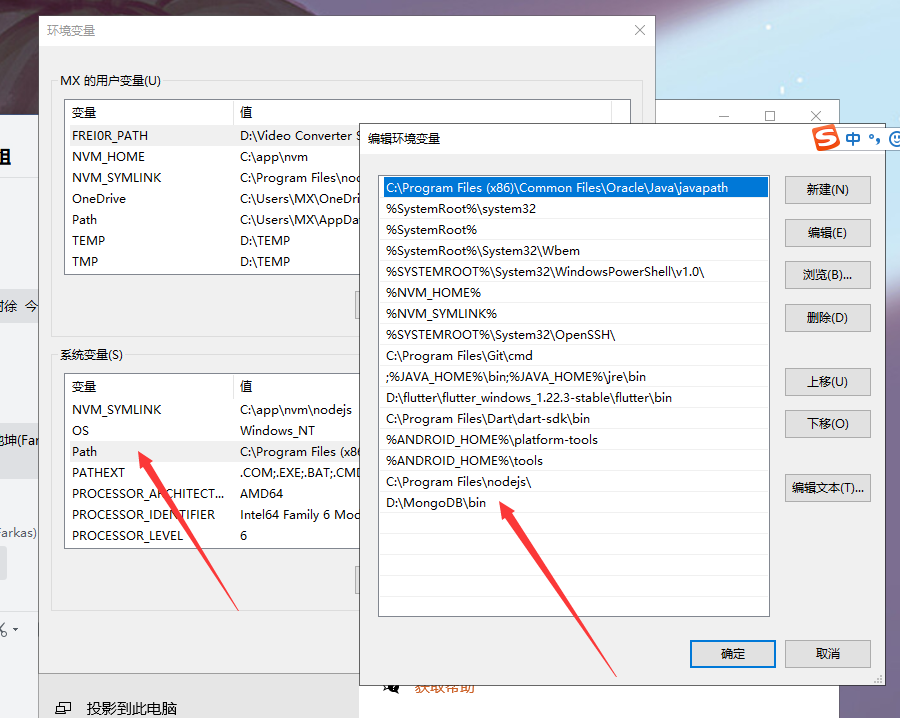 环境变量
MX 的用户变量(U)
变量 值
FREI0R_PATH D:\Video Converter
NVM_HOME C:\app\nvm
NVM_SYMLINK C:\Program Files\noc
OneDrive C:\Users\MX\OneDri
Path C:\Users\MX\AppDa
TEMP D:\TEMP
TMP D:\TEMP
系统变量(S)
变量 值
NVM_SYMLINK C:\app\nvm\nodejs
OS Windows_NT
Path C:\Program Files (x8
PATHEXT .COM;.EXE;.BAT;.CMD
PROCESSOR_ARCHITECT... AMD64
PROCESSOR_IDENTIFIER Intel64 Family 6 Mod
PROCESSOR_LEVEL 6
编辑环境变量
C:\Program Files (x86)\Common Files\Oracle\Java\javapath
%SystemRoot%\system32
%SystemRoot%
%SystemRoot%\System32\Wbem
%SYSTEMROOT%\System32\WindowsPowerShell\v1.0\
%NVM_HOME%
%NVM_SYMLINK%
%SYSTEMROOT%\System32\OpenSSH\
C:\Program Files\Git\cmd
;%JAVA_HOME%\bin;%JAVA_HOME%\jre\bin
D:\flutter\flutter_windows_1.22.3-stable\flutter\bin
C:\Program Files\Dart\dart-sdk\bin
%ANDROID_HOME%\platform-tools
%ANDROID_HOME%\tools
C:\Program Files\nodejs\
D:\MongoDB\bin
新建(N)
编辑(E)
浏览(B)...
删除(D)
上移(U)
下移(O)
编辑文本(T)...
确定
取消
S 中
徐 今
坤(Far
Farkas)
获取帮助
投影到此电脑